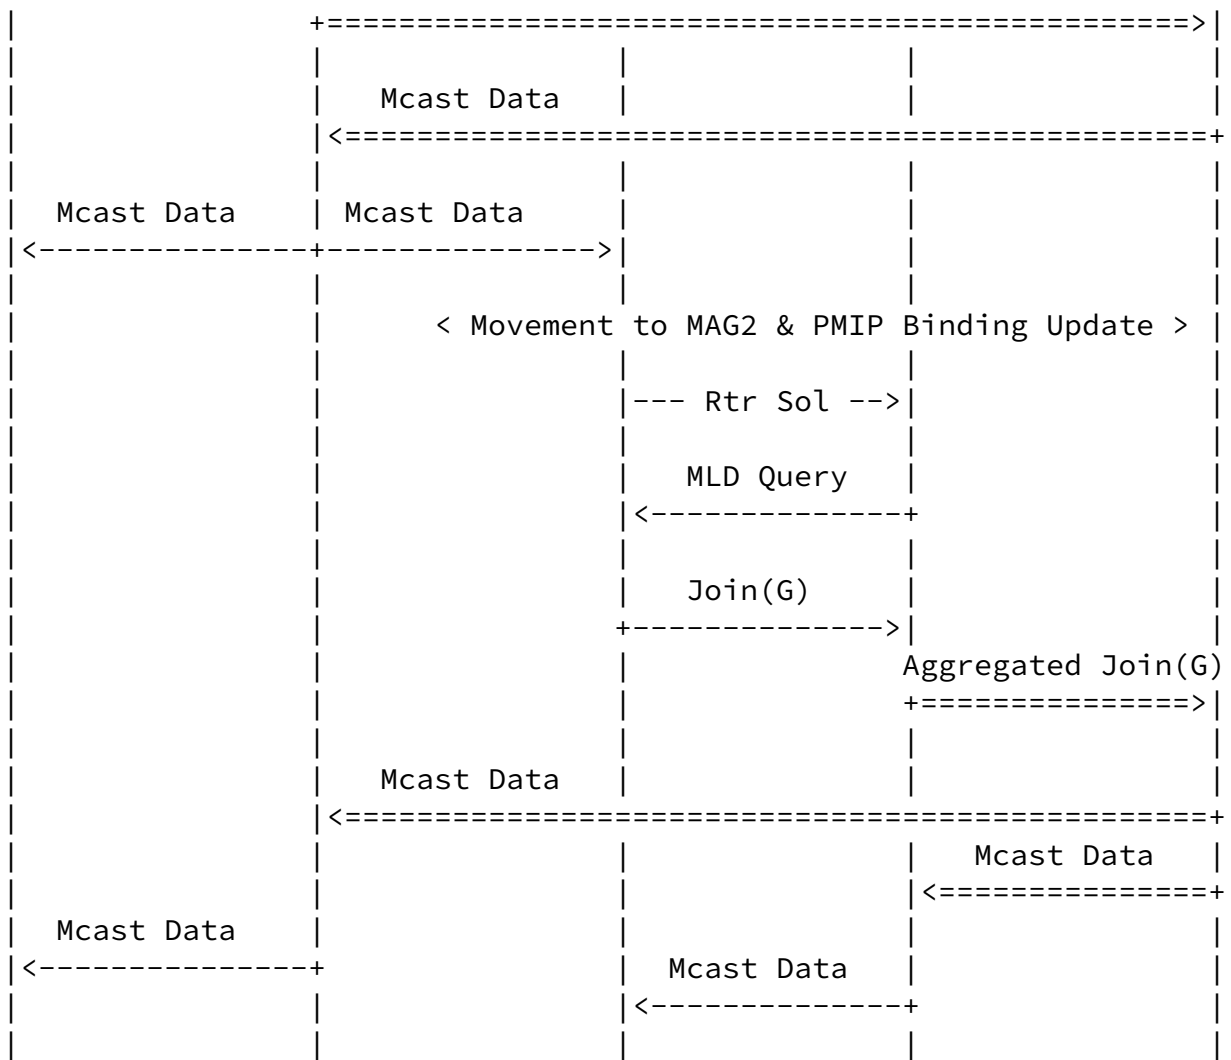 Mcast Data
Mcast Data Mcast Data
< Movement to MAG2 & PMIP Binding Update >
--- Rtr Sol -->
MLD Query
Join(G)
Aggregated Join(G)
Mcast Data
Mcast Data
Mcast Data
Mcast Data